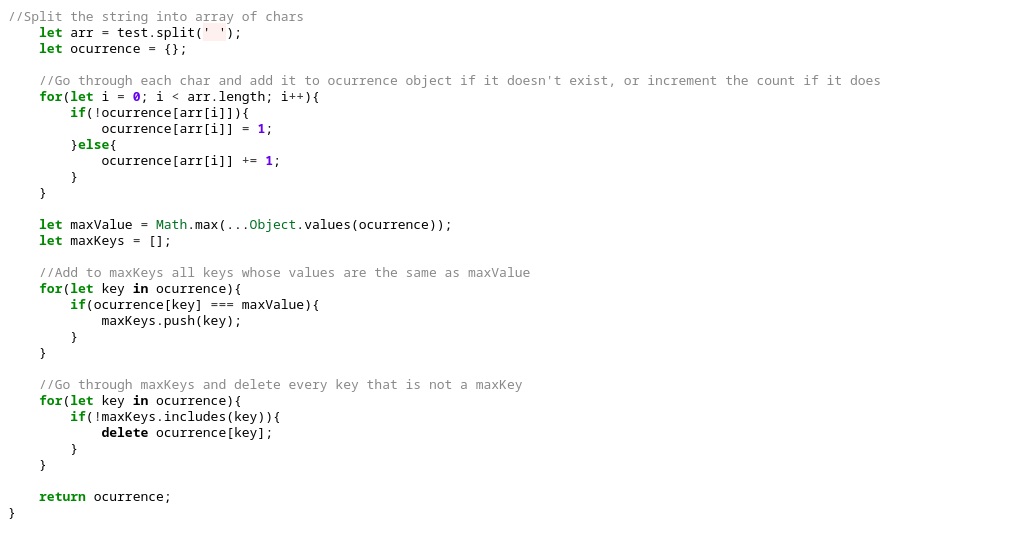 //Split the string into array of chars
    let arr = test.split(' ');
    let ocurrence = {};

    //Go through each char and add it to ocurrence object if it doesn't exist, or increment the count if it does
    for(let i = 0; i < arr.length; i++){
        if(!ocurrence[arr[i]]){
            ocurrence[arr[i]] = 1;
        }else{
            ocurrence[arr[i]] += 1;
        }
    }

    let maxValue = Math.max(...Object.values(ocurrence));
    let maxKeys = [];

    //Add to maxKeys all keys whose values are the same as maxValue
    for(let key in ocurrence){
        if(ocurrence[key] === maxValue){
            maxKeys.push(key);
        }
    }

    //Go through maxKeys and delete every key that is not a maxKey
    for(let key in ocurrence){
        if(!maxKeys.includes(key)){
            delete ocurrence[key];
        }
    }

    return ocurrence;
}